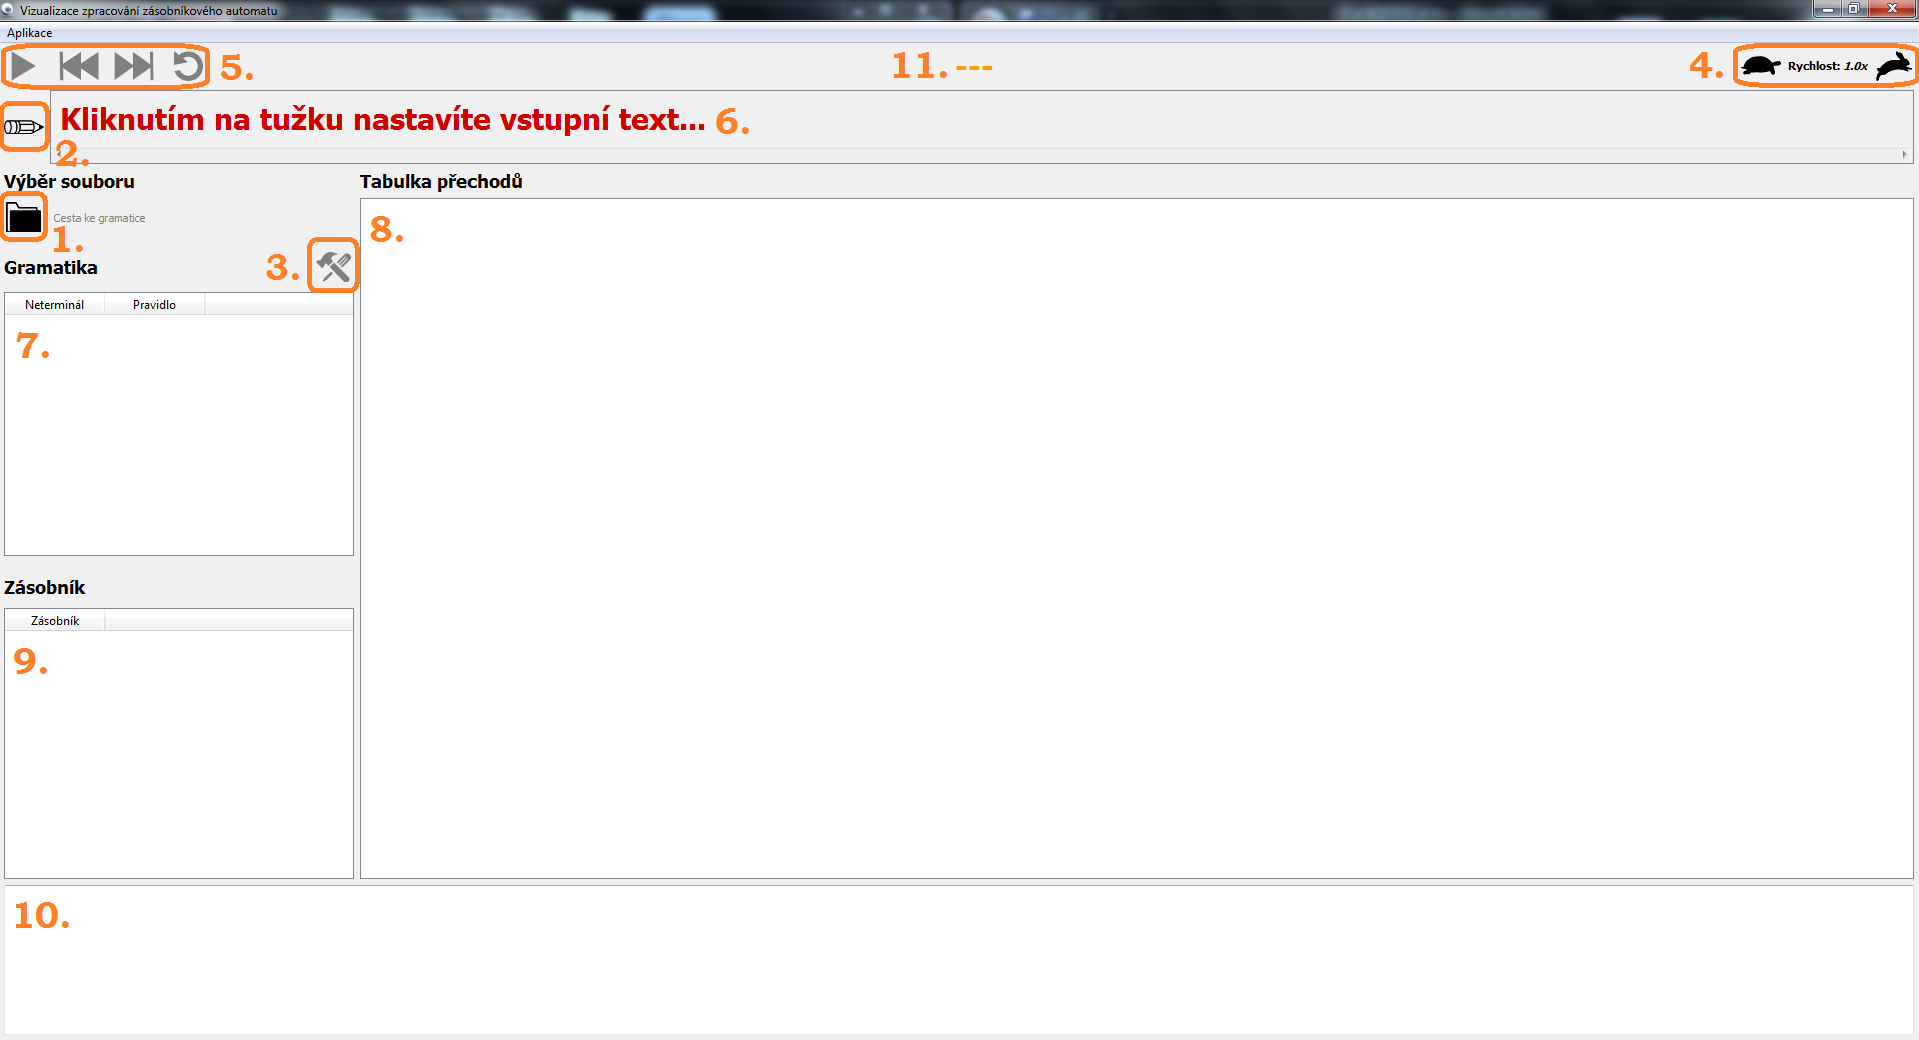 Vizualizace zpracování zásobníkového automatu
Aplikace
5.
11. ---
4.
Rychlost: 1.0x
Kliknutím na tužku nastavíte vstupní text... 6.
2.
Výběr souboru
Tabulka přechodů
Cesta ke gramatice
1.
8.
Gramatika
3.
Neterminál Pravidlo
7.
Zásobník
Zásobník
9.
10.